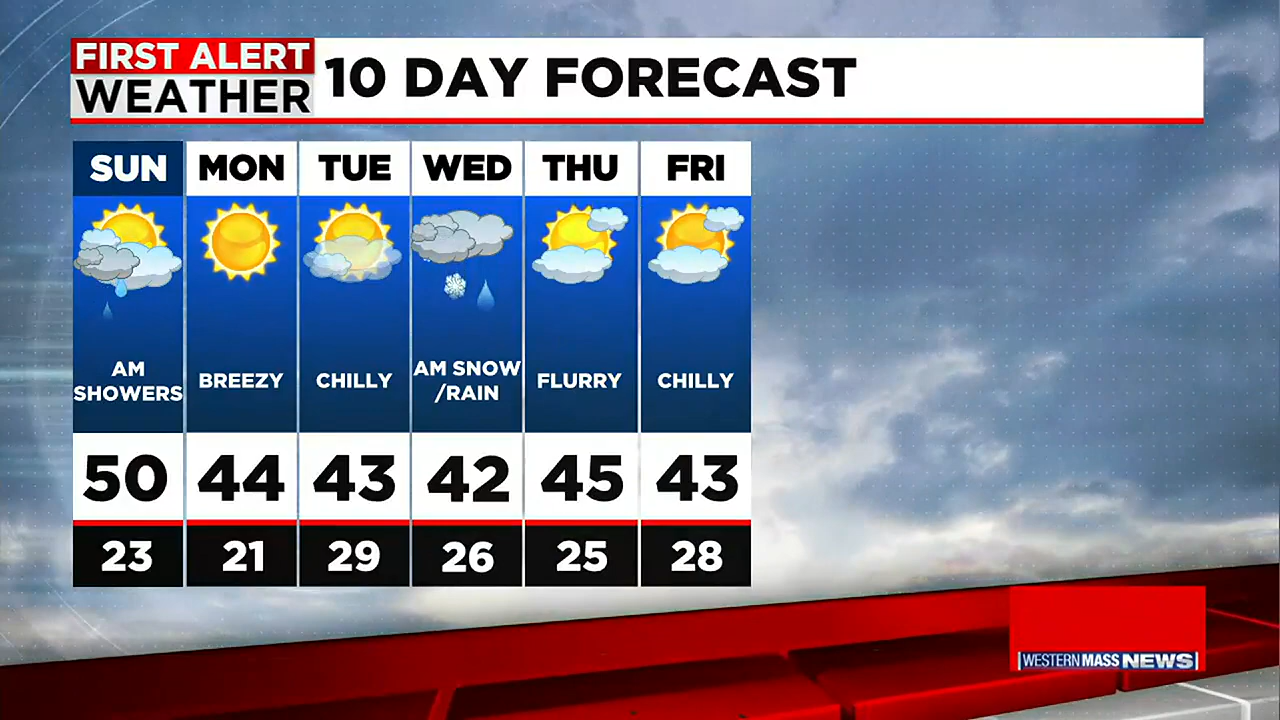 FIRST ALERT
WEATHER
10 DAY FORECAST
SUN MON TUE WED THU FRI
AM
SHOWERS
BREEZY
CHILLY
AM SNOW
/RAIN
FLURRY
CHILLY
50 44 43 42 45 43
23 21 29 26 25 28
WESTERN MASS NEWS